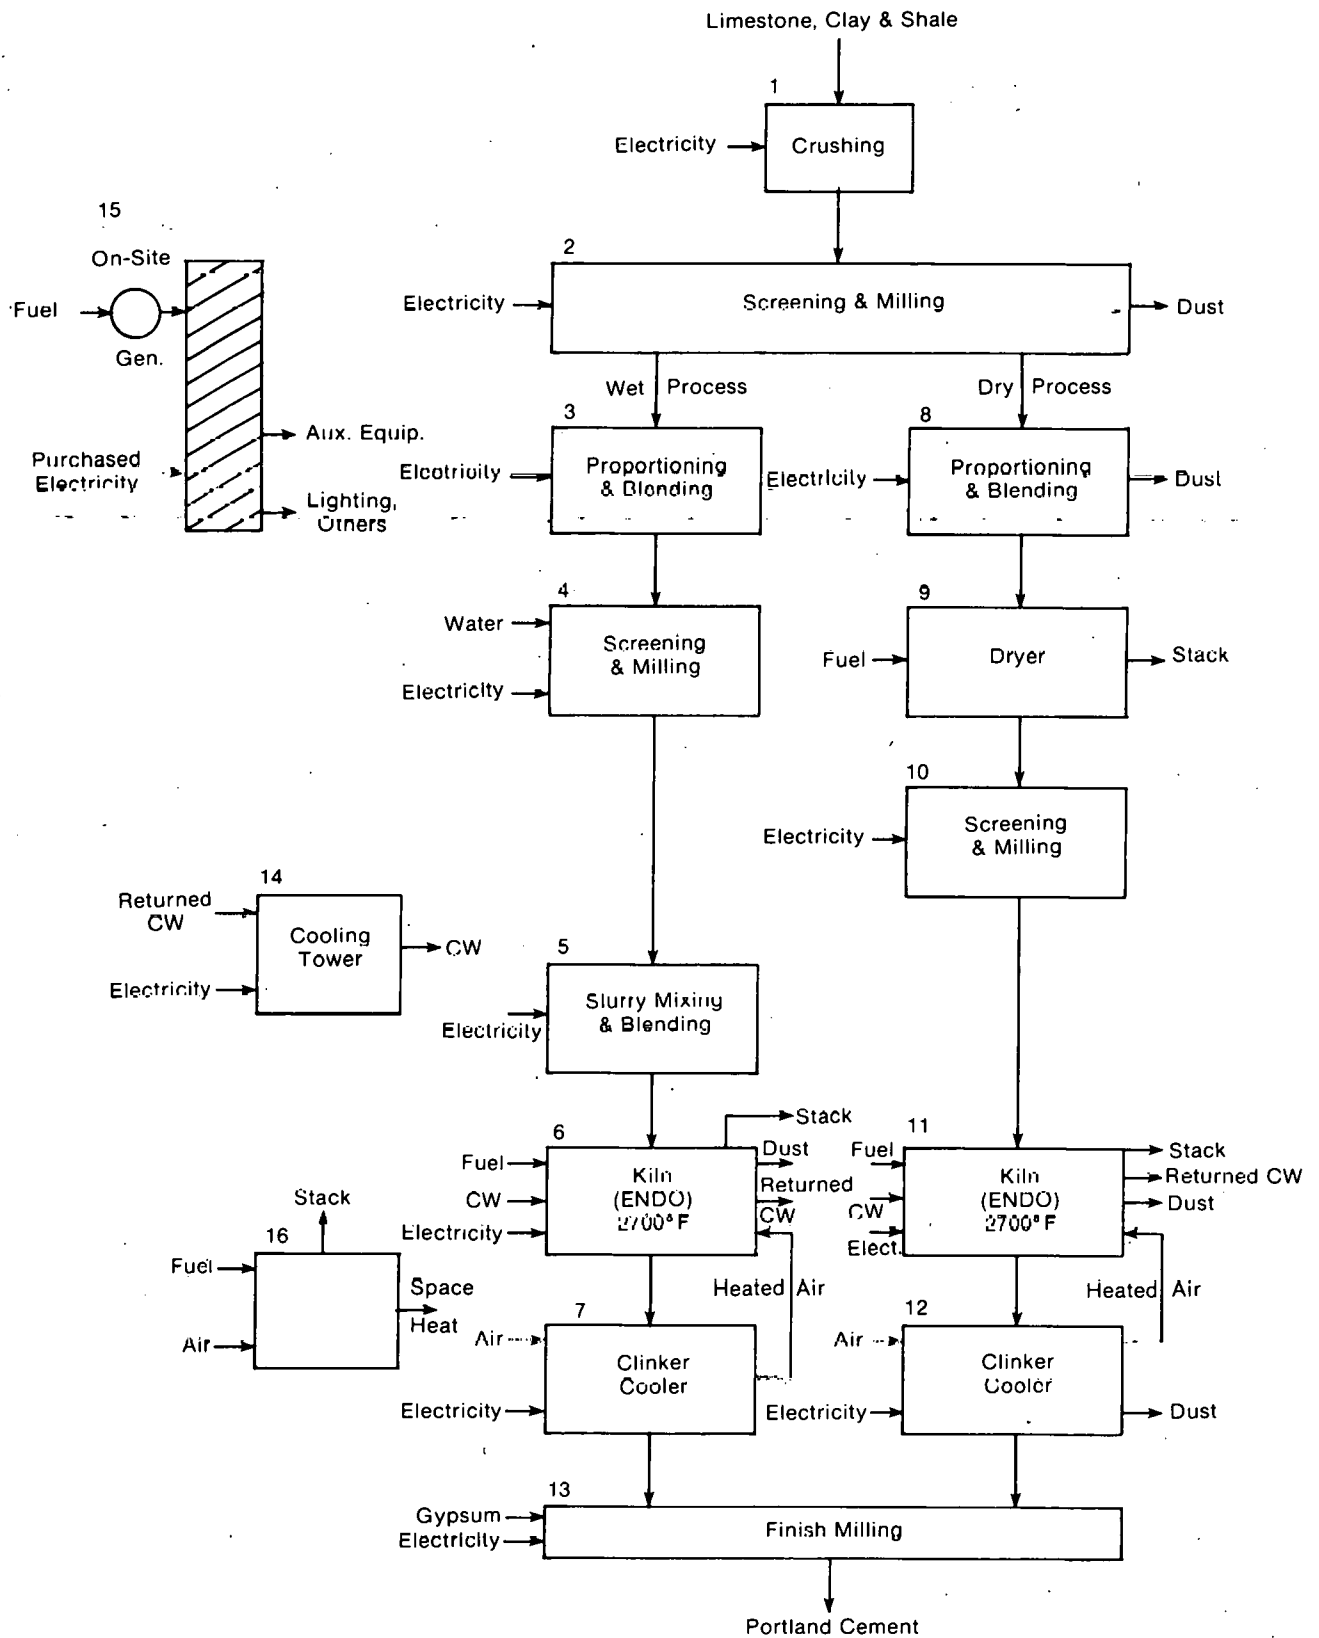 Limestone, Clay & Shale
1
Electricity
Crushing
15
On-Site
Fuel
Gen.
Purchased
Electricity
Aux. Equip.
Lighting,
Others
2
Electricity
Screening & Milling
Dust
Wet Process
Dry Process
3
Electricity
Proportioning
& Blending
8
Electricity
Proportioning
& Blending
Dust
4
Water
Electricity
Screening
& Milling
9
Fuel
Dryer
Stack
10
Electricity
Screening
& Milling
14
Returned
CW
Electricity
Cooling
Tower
CW
5
Electricity
Slurry Mixing
& Blending
6
Stack
Fuel
CW
Electricity
Kiln
(ENDO)
2700°F
Dust
Returned
CW
11
Fuel
CW
Elect.
Kiln
(ENDO)
2700°F
Stack
Returned CW
Dust
Stack
16
Fuel
Air
Space
Heat
Heated Air
Heated Air
7
Air
Electricity
Clinker
Cooler
12
Air
Electricity
Clinker
Cooler
Dust
13
Gypsum
Electricity
Finish Milling
Portland Cement